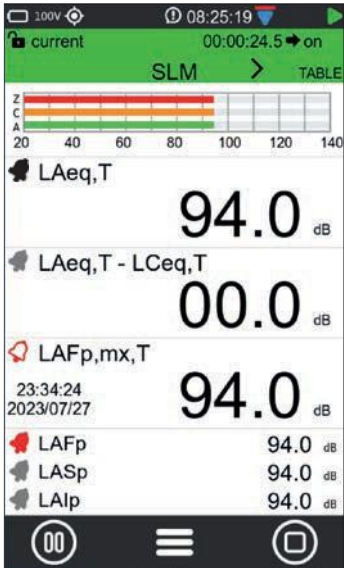 100V 08:25:19
current 00:00:24.5 on
SLM > TABLE
Z
C
A
20 40 60 80 100 120 140
LAeq,T
94.0 dB
LAeq,T - LCeq,T
00.0 dB
LAFp,mx,T
23:34:24
2023/07/27
94.0 dB
LAFp 94.0 dB
LASp 94.0 dB
LAIp 94.0 dB